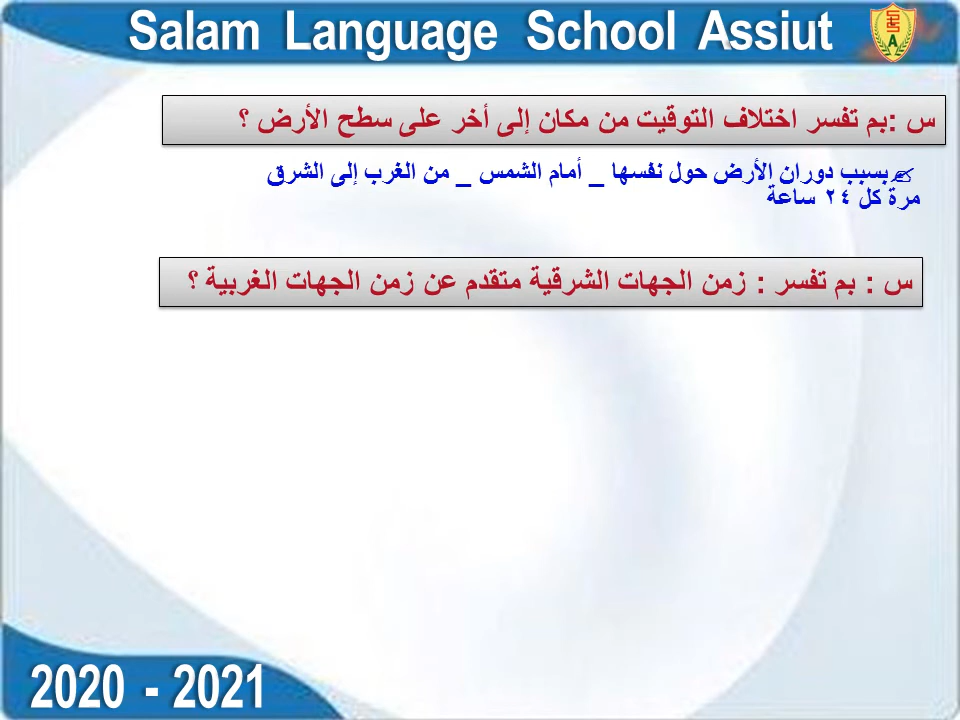 Salam Language School Assiut
س :بم تفسر اختلاف التوقيت من مكان إلى أخر على سطح الأرض ؟
بسبب دوران الأرض حول نفسها _ أمام الشمس _ من الغرب إلى الشرق
مرة كل ٢٤ ساعة
س : بم تفسر : زمن الجهات الشرقية متقدم عن زمن الجهات الغربية ؟
2020 - 2021